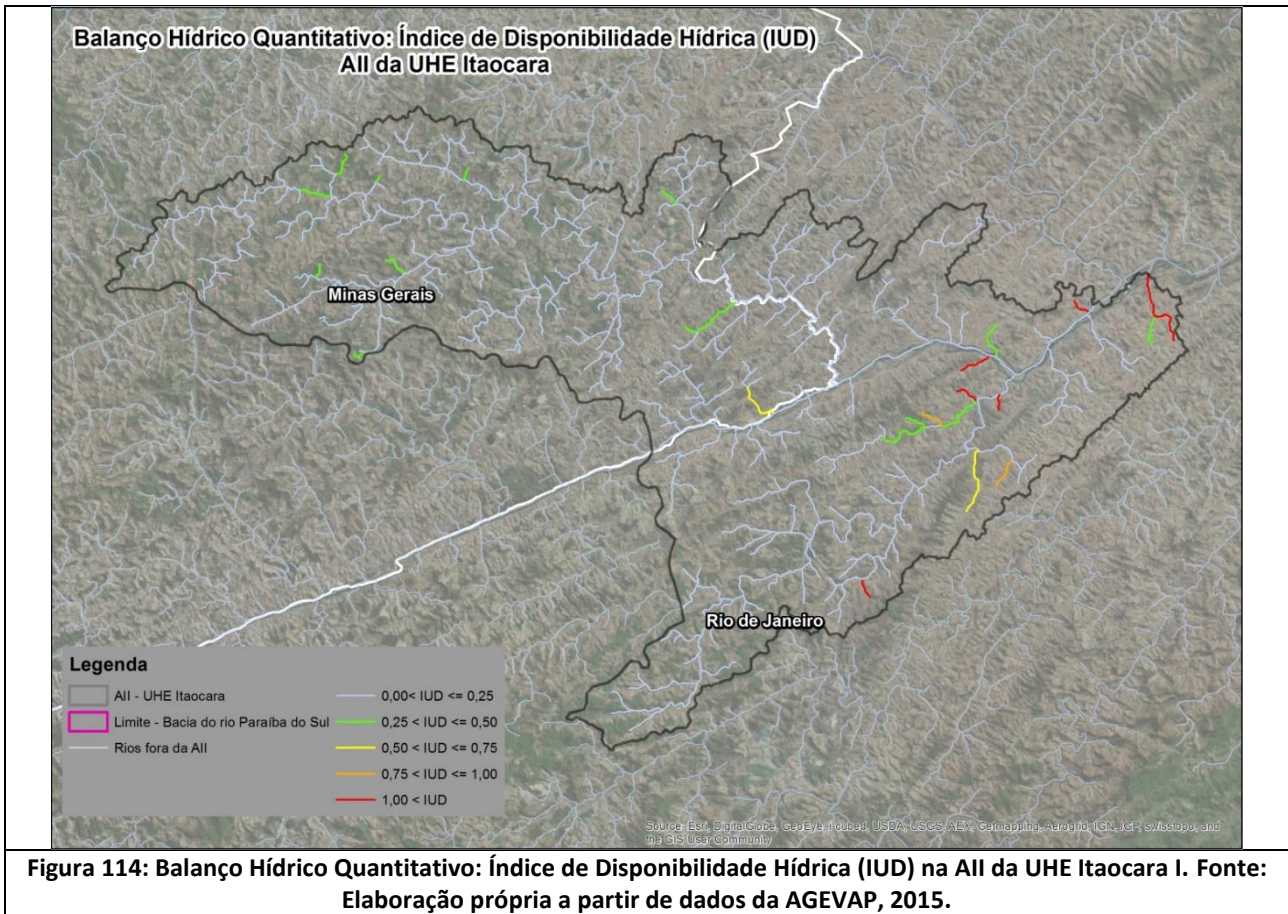 Balanço Hídrico Quantitativo: Índice de Disponibilidade Hídrica (IUD)
AII da UHE Itaocara
Minas Gerais
Rio de Janeiro
Legenda
AII - UHE Itaocara
Limite - Bacia do rio Paraíba do Sul
Rios fora da AII
0,00< IUD <= 0,25
0,25 < IUD <= 0,50
0,50 < IUD <= 0,75
0,75 < IUD <= 1,00
1,00 < IUD
Source: Esri, DigitalGlobe, GeoEye, i-cubed, USDA, USGS, AEX, Getmapping, Aerogrid, IGN, IGP, swisstopo, and
the GIS User Community
Figura 114: Balanço Hídrico Quantitativo: Índice de Disponibilidade Hídrica (IUD) na AII da UHE Itaocara I. Fonte:
Elaboração própria a partir de dados da AGEVAP, 2015.